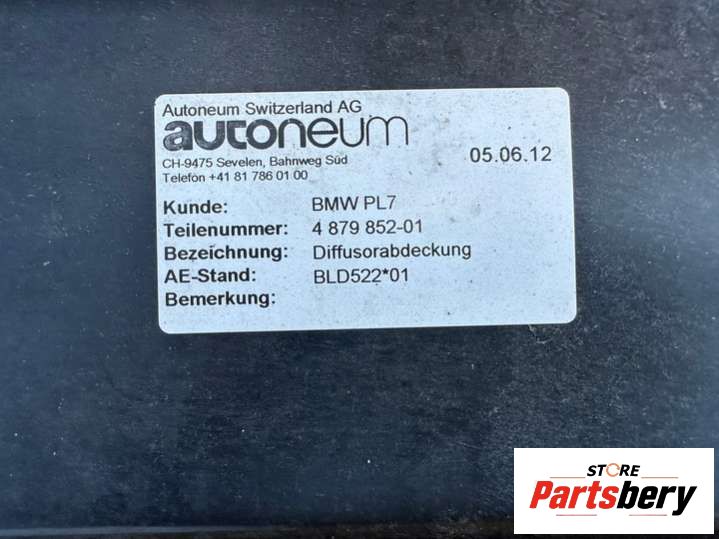 Autoneum Switzerland AG
autoneum
CH-9475 Sevelen, Bahnweg Süd
Telefon +41 81 786 01 00
05.06.12
Kunde: BMW PL7
Teilenummer: 4 879 852-01
Bezeichnung: Diffusorabdeckung
AE-Stand: BLD522*01
Bemerkung:
STORE
Partsbery